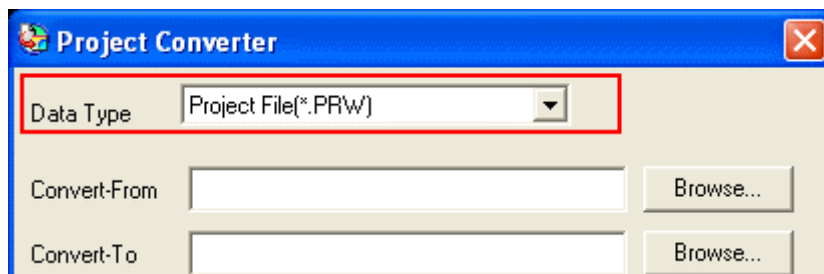 Project Converter
Data Type Project File(*.PRW)
Convert-From Browse...
Convert-To Browse...